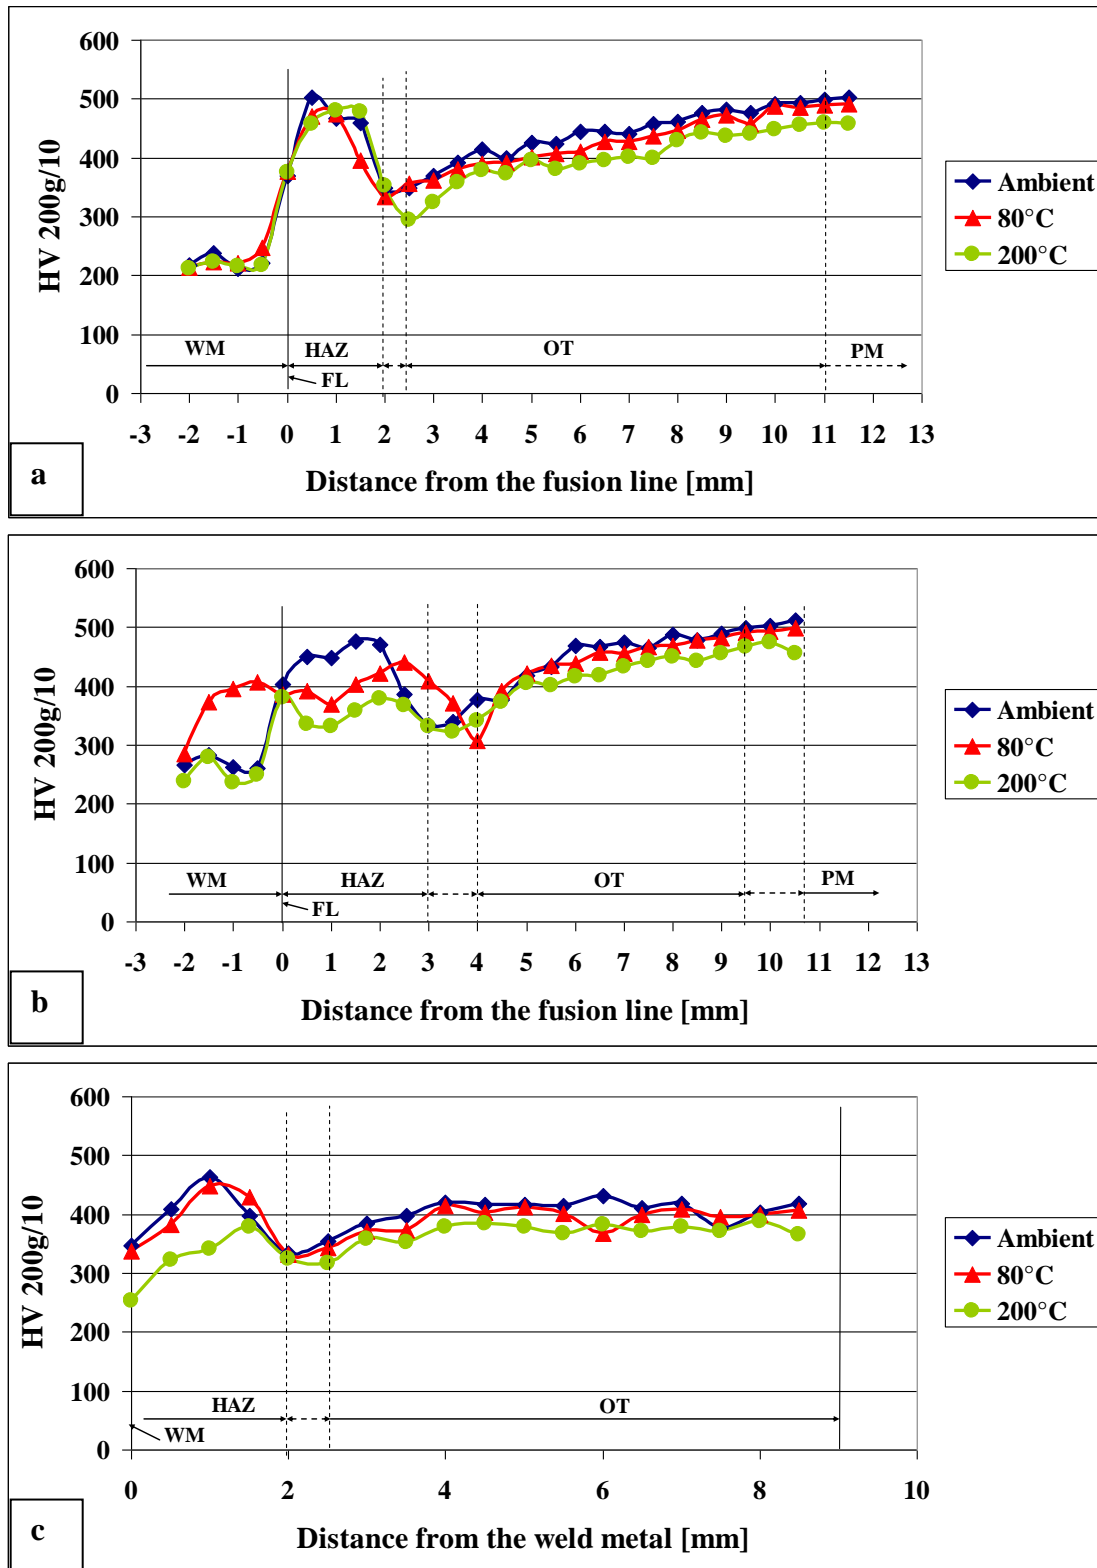 600
500
400
300
200
100
0
HV 200g/10
WM
HAZ
OT
PM
FL
-3 -2 -1 0 1 2 3 4 5 6 7 8 9 10 11 12 13
Distance from the fusion line [mm]
Ambient
80°C
200°C
a
600
500
400
300
200
100
0
HV 200g/10
WM
HAZ
OT
PM
FL
-3 -2 -1 0 1 2 3 4 5 6 7 8 9 10 11 12 13
Distance from the fusion line [mm]
Ambient
80°C
200°C
b
600
500
400
300
200
100
0
HV 200g/10
HAZ
OT
WM
0 2 4 6 8 10
Distance from the weld metal [mm]
Ambient
80°C
200°C
c